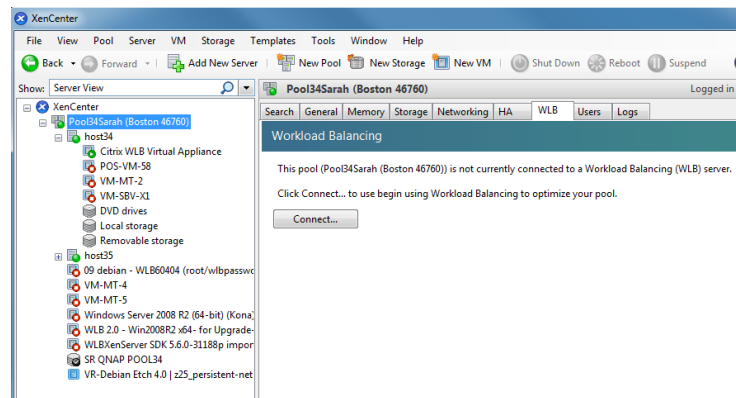 XenCenter
File View Pool Server VM Storage Templates Tools Window Help
Back Forward Add New Server New Pool New Storage New VM Shut Down Reboot Suspend
Show: Server View
Pool34Sarah (Boston 46760) Logged in
XenCenter
Pool34Sarah (Boston 46760)
host34
Citrix WLB Virtual Appliance
POS-VM-58
VM-MT-2
VM-SBV-X1
DVD drives
Local storage
Removable storage
host35
09 debian - WLB60404 (root/wlbpasswo
VM-MT-4
VM-MT-5
Windows Server 2008 R2 (64-bit) (Kona)
WLB 2.0 - Win2008R2 x64- for Upgrade-
WLBXenServer SDK 5.6.0-31188p impor
SR QNAP POOL34
VR-Debian Etch 4.0 | z25_persistent-net
Search General Memory Storage Networking HA WLB Users Logs
Workload Balancing
This pool (Pool34Sarah (Boston 46760)) is not currently connected to a Workload Balancing (WLB) server.
Click Connect... to use begin using Workload Balancing to optimize your pool.
Connect...